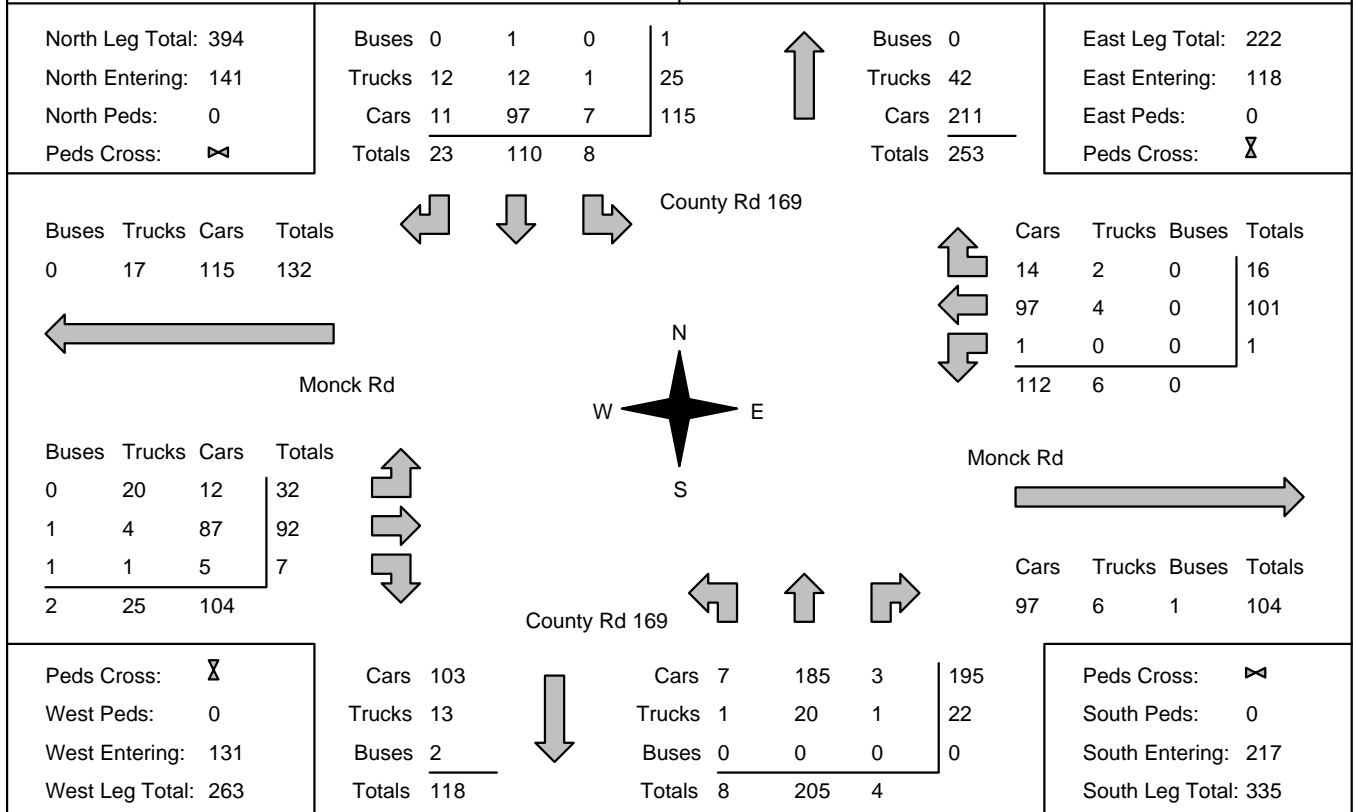 North Leg Total: 394
North Entering: 141
North Peds: 0
Peds Cross:
Buses 0 1 0 1
Trucks 12 12 1 25
Cars 11 97 7 115
Totals 23 110 8
Buses 0
Trucks 42
Cars 211
Totals 253
East Leg Total: 222
East Entering: 118
East Peds: 0
Peds Cross:
County Rd 169
Buses Trucks Cars Totals
0 17 115 132
Cars Trucks Buses Totals
14 2 0 16
97 4 0 101
1 0 0 1
112 6 0
Monck Rd
N
W E
S
Buses Trucks Cars Totals
0 20 12 32
1 4 87 92
1 1 5 7
2 25 104
Monck Rd
Cars Trucks Buses Totals
97 6 1 104
County Rd 169
Peds Cross:
West Peds: 0
West Entering: 131
West Leg Total: 263
Cars 103
Trucks 13
Buses 2
Totals 118
Cars 7 185 3 195
Trucks 1 20 1 22
Buses 0 0 0 0
Totals 8 205 4
Peds Cross:
South Peds: 0
South Entering: 217
South Leg Total: 335